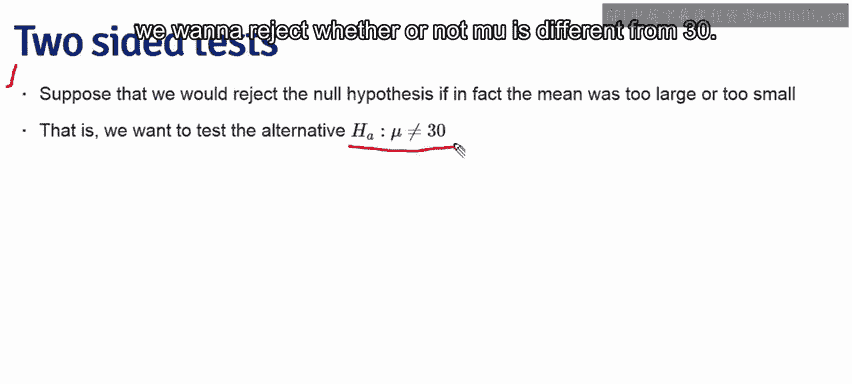 we wanna reject whether or not mu is different from 30.
Two sided tests
· Suppose that we would reject the null hypothesis if in fact the mean was too large or too small
· That is, we want to test the alternative Hₐ : μ ≠ 30